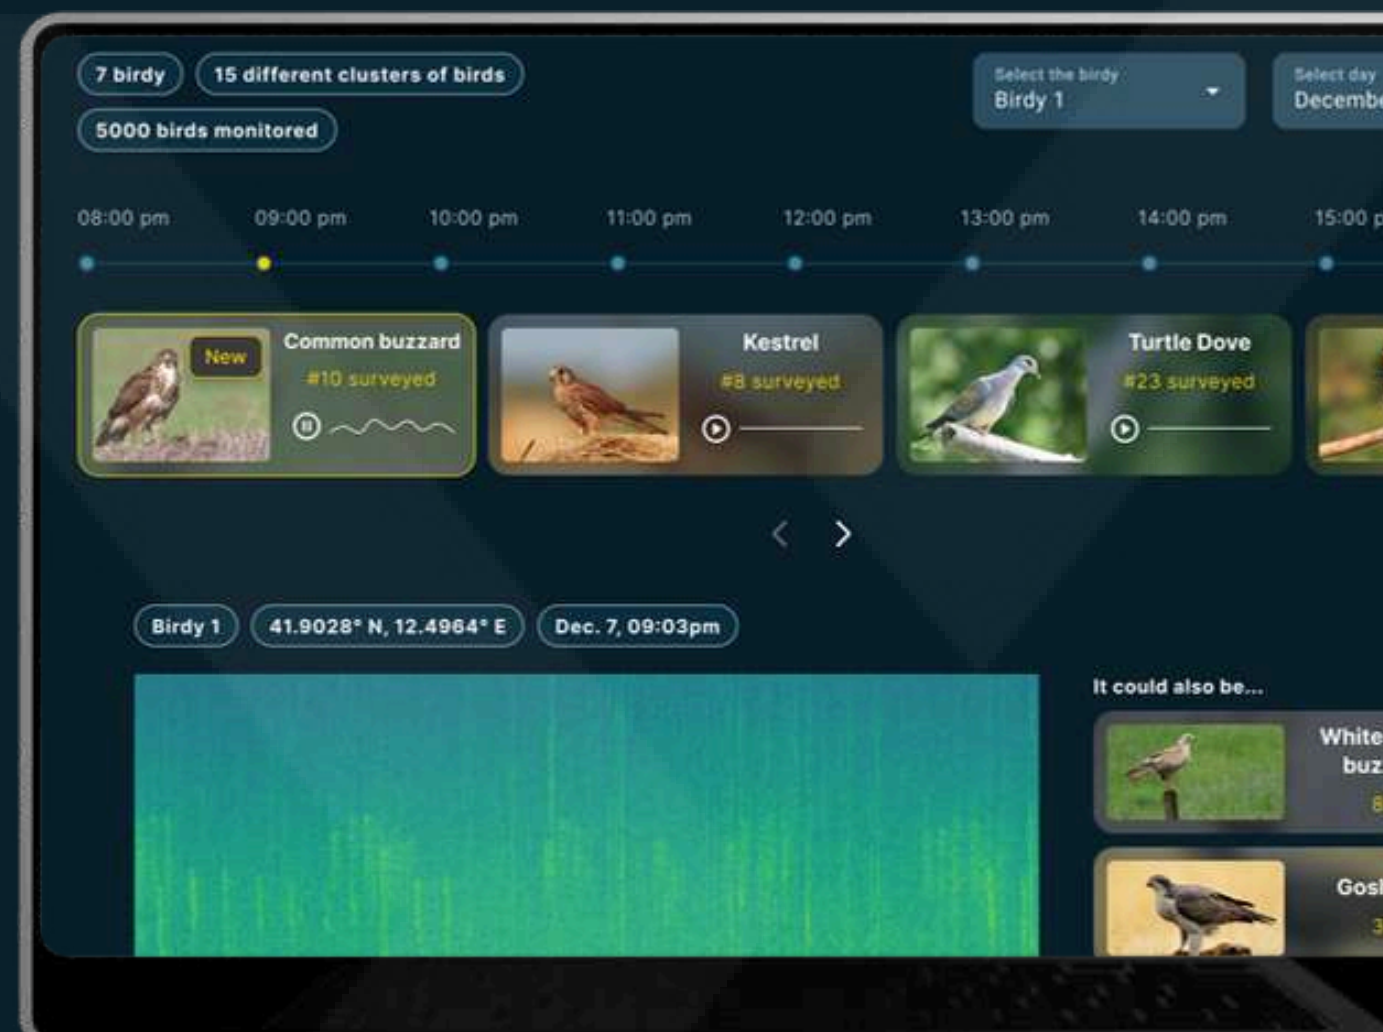 7 birdy
15 different clusters of birds
5000 birds monitored
Select the birdy
Birdy 1
Select day
08:00 pm
09:00 pm
10:00 pm
11:00 pm
12:00 pm
13:00 pm
14:00 pm
15:00
New
Common buzzard
#10 surveyed
Kestrel
#8 surveyed
Turtle Dove
#23 surveyed
Birdy 1
41.9028° N, 12.4964° E
Dec. 7, 09:03pm
It could also be...
White